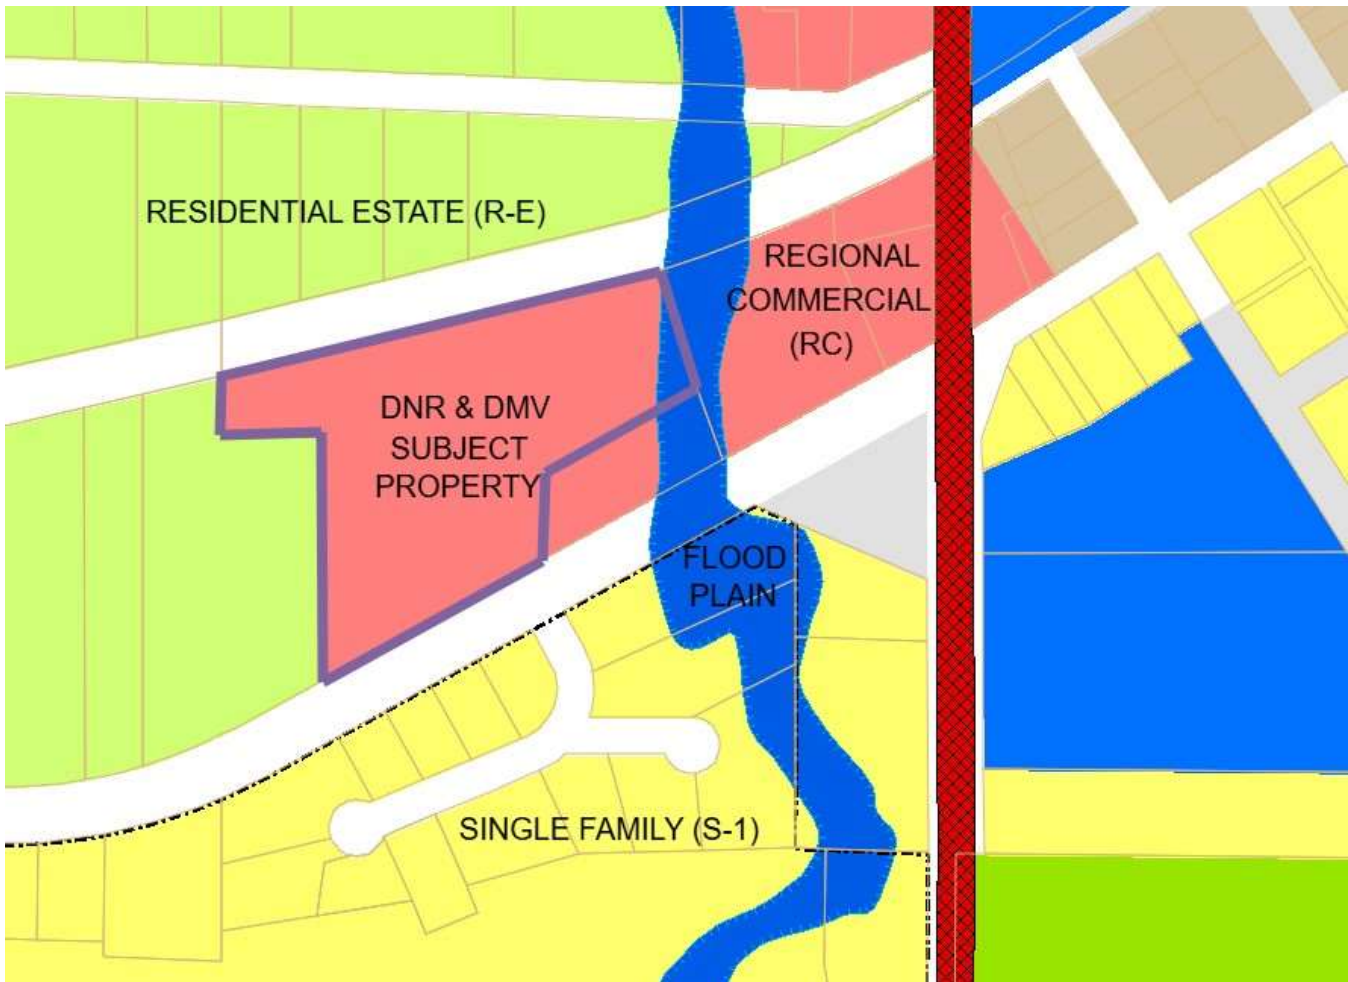 RESIDENTIAL ESTATE (R-E)
REGIONAL
COMMERCIAL
(RC)
DNR & DMV
SUBJECT
PROPERTY
FLOOD
PLAIN
SINGLE FAMILY (S-1)